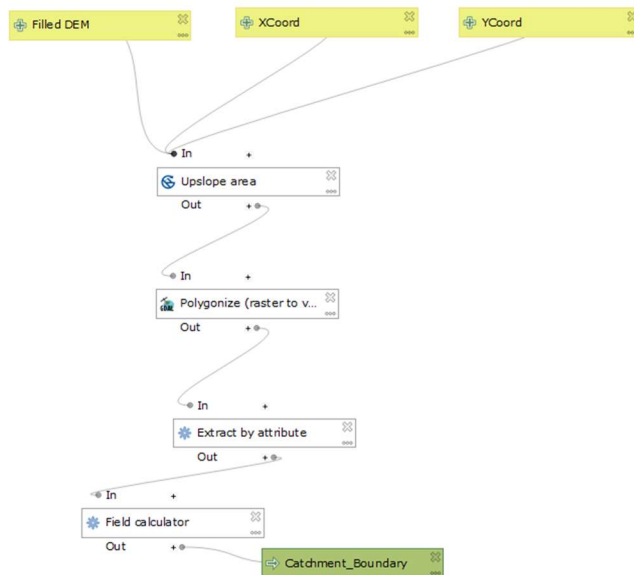 Filled DEM
XCoord
YCoord
In
Upslope area
Out
In
GDAL
Polygonize (raster to v...
Out
In
Extract by attribute
Out
In
Field calculator
Out
Catchment_Boundary